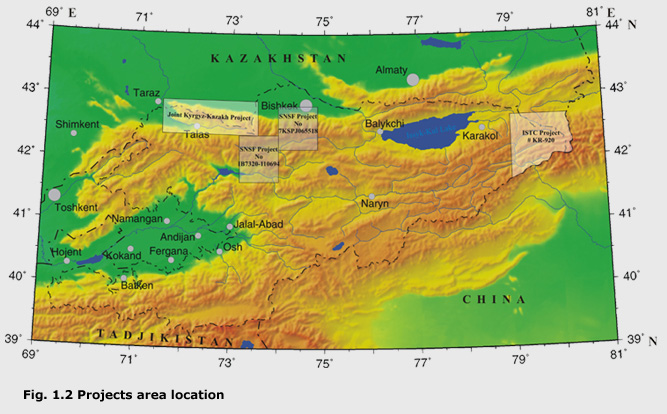 69° E
71°
73°
75°
77°
79°
81° E
44°
44° N
KAZAKHSTAN
Almaty
43°
43°
Taraz
Bishkek
Joint Kyrgyz-Kazakh Project
SNSF Project
No
7KSPJ065518
Balykchi
Shimkent
Talas
Karakol
ISTC Project
# KR-920
42°
42°
SNSF Project
No
Toshkent
Naryn
41°
41°
Namangan
Jalal-Abad
Andijan
Osh
Hojent
Kokand
Fergana
40°
40°
Batken
CHINA
TADJIKISTAN
39°
39° N
69°
71°
73°
75°
77°
79°
81°
Fig. 1.2 Projects area location